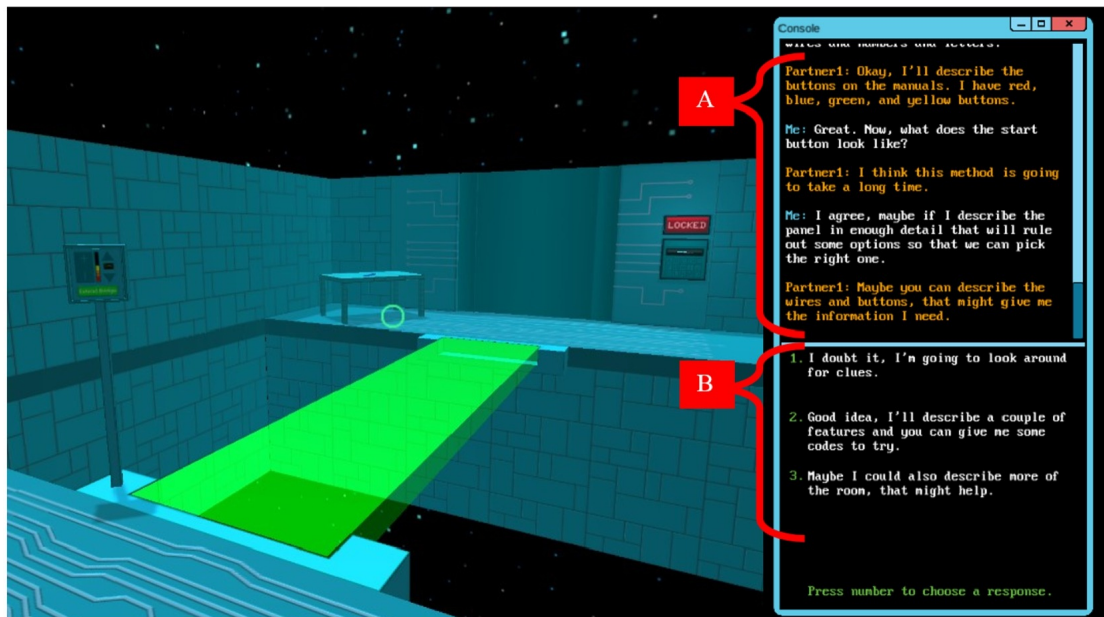 Console
wires and numbers and letters.
Partner1: Okay, I'll describe the
buttons on the manuals. I have red,
blue, green, and yellow buttons.
Me: Great. Now, what does the start
button look like?
Partner1: I think this method is going
to take a long time.
Me: I agree, maybe if I describe the
panel in enough detail that will rule
out some options so that we can pick
the right one.
Partner1: Maybe you can describe the
wires and buttons, that might give me
the information I need.
A
B
1. I doubt it, I'm going to look around
for clues.
2. Good idea, I'll describe a couple of
features and you can give me some
codes to try.
3. Maybe I could also describe more of
the room, that might help.
Press number to choose a response.
LOCKED